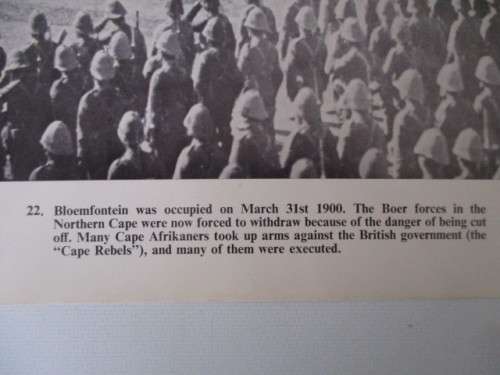 22. Bloemfontein was occupied on March 31st 1900. The Boer forces in the
Northern Cape were now forced to withdraw because of the danger of being cut
off. Many Cape Afrikaners took up arms against the British government (the
“Cape Rebels”), and many of them were executed.